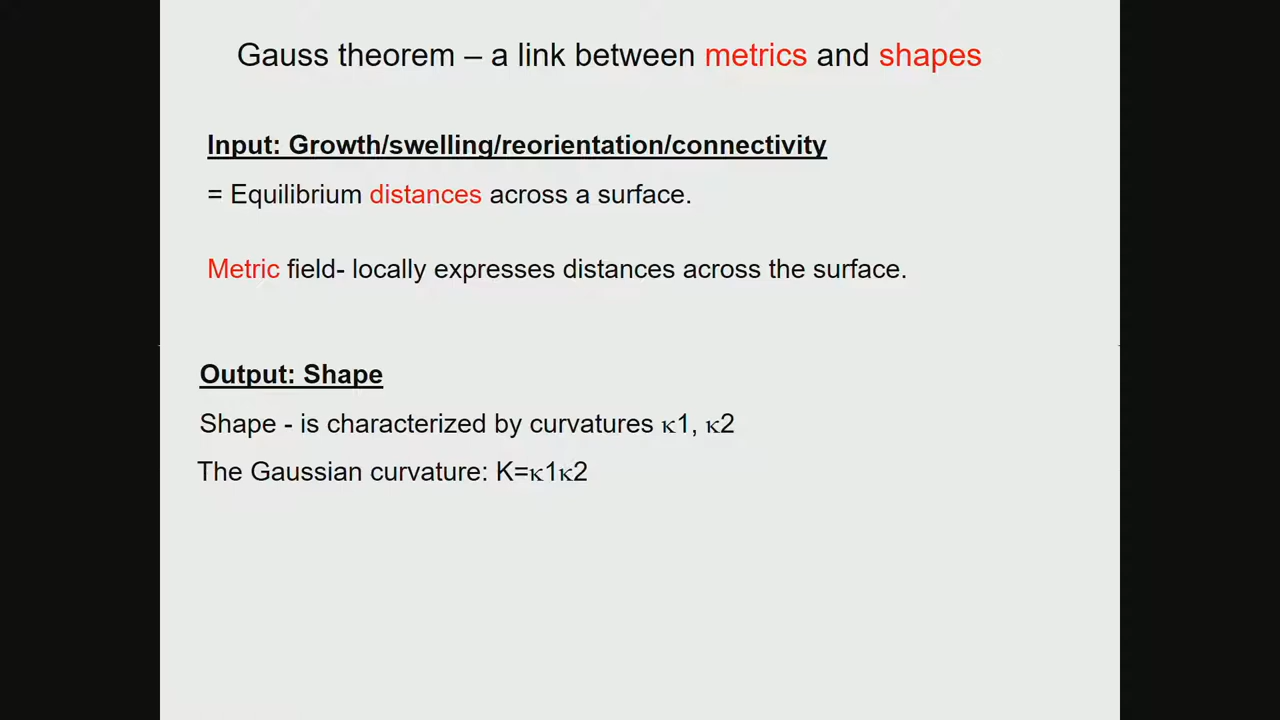 Gauss theorem – a link between metrics and shapes
Input: Growth/swelling/reorientation/connectivity
= Equilibrium distances across a surface.
Metric field- locally expresses distances across the surface.
Output: Shape
Shape - is characterized by curvatures κ1, κ2
The Gaussian curvature: K=κ1κ2